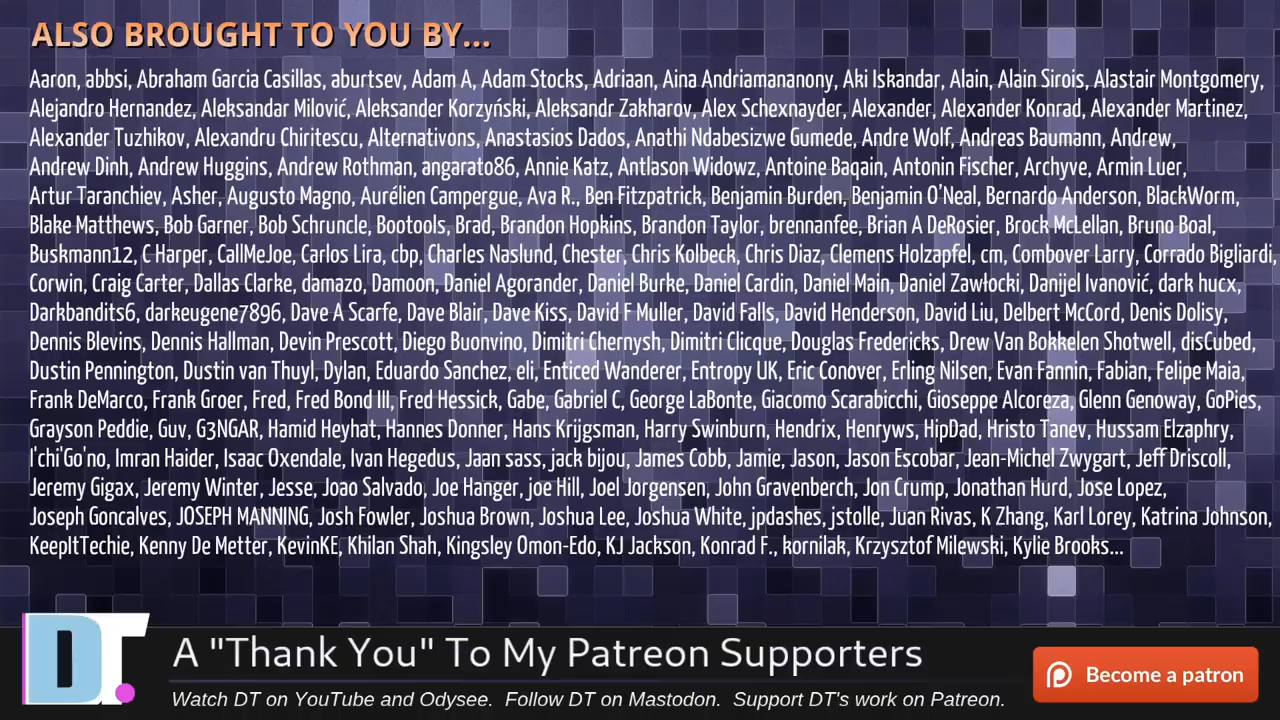 ALSO BROUGHT TO YOU BY...
Aaron, abbsi, Abraham Garcia Casillas, aburtsev, Adam A, Adam Stocks, Adriaan, Aina Andriamananony, Aki Iskandar, Alain, Alain Sirois, Alastair Montgomery,
Alejandro Hernandez, Aleksandar Milović, Aleksander Korzyński, Aleksandr Zakharov, Alex Schexnayder, Alexander, Alexander Konrad, Alexander Martinez,
Alexander Tuzhikov, Alexandru Chiritescu, Alternativons, Anastasios Dados, Anathi Ndabesizwe Gumede, Andre Wolf, Andreas Baumann, Andrew,
Andrew Dinh, Andrew Huggins, Andrew Rothman, angarato86, Annie Katz, Antlason Widowz, Antoine Baqain, Antonin Fischer, Archyve, Armin Luer,
Artur Taranchiev, Asher, Augusto Magno, Aurélien Campergue, Ava R., Ben Fitzpatrick, Benjamin Burden, Benjamin O'Neal, Bernardo Anderson, BlackWorm,
Blake Matthews, Bob Garner, Bob Schruncle, Bootools, Brad, Brandon Hopkins, Brandon Taylor, brennanfee, Brian A DeRosier, Brock McLellan, Bruno Boal,
Buskmann12, C Harper, CallMeJoe, Carlos Lira, cbp, Charles Naslund, Chester, Chris Kolbeck, Chris Diaz, Clemens Holzapfel, cm, Combover Larry, Corrado Bigliardi,
Corwin, Craig Carter, Dallas Clarke, damazo, Damoon, Daniel Agorander, Daniel Burke, Daniel Cardin, Daniel Main, Daniel Zawłocki, Danijel Ivanović, dark hucx,
Darkbandits6, darkeugene7896, Dave A Scarfe, Dave Blair, Dave Kiss, David F Muller, David Falls, David Henderson, David Liu, Delbert McCord, Denis Dolisy,
Dennis Blevins, Dennis Hallman, Devin Prescott, Diego Buonvino, Dimitri Chernysh, Dimitri Clicque, Douglas Fredericks, Drew Van Bokkelen Shotwell, disCubed,
Dustin Pennington, Dustin van Thuyl, Dylan, Eduardo Sanchez, eli, Enticed Wanderer, Entropy UK, Eric Conover, Erling Nilsen, Evan Fannin, Fabian, Felipe Maia,
Frank DeMarco, Frank Groer, Fred, Fred Bond III, Fred Hessick, Gabe, Gabriel C, George LaBonte, Giacomo Scarabicchi, Gioseppe Alcoreza, Glenn Genoway, GoPies,
Grayson Peddie, Guv, G3NGAR, Hamid Heyhat, Hannes Donner, Hans Krijgsman, Harry Swinburn, Hendrix, Henryws, HipDad, Hristo Tanev, Hussam Elzaphry,
I'chi'Go'no, Imran Haider, Isaac Oxendale, Ivan Hegedus, Jaan sass, jack bijou, James Cobb, Jamie, Jason, Jason Escobar, Jean-Michel Zwygart, Jeff Driscoll,
Jeremy Gigax, Jeremy Winter, Jesse, Joao Salvado, Joe Hanger, joe Hill, Joel Jorgensen, John Gravenberch, Jon Crump, Jonathan Hurd, Jose Lopez,
Joseph Goncalves, JOSEPH MANNING, Josh Fowler, Joshua Brown, Joshua Lee, Joshua White, jpdashes, jstolle, Juan Rivas, K Zhang, Karl Lorey, Katrina Johnson,
KeepItTechie, Kenny De Metter, KevinKE, Khilan Shah, Kingsley Omon-Edo, KJ Jackson, Konrad F., kornilak, Krzysztof Milewski, Kylie Brooks...
DT.
A "Thank You" To My Patreon Supporters
Watch DT on YouTube and Odysee. Follow DT on Mastodon. Support DT's work on Patreon.
Become a patron